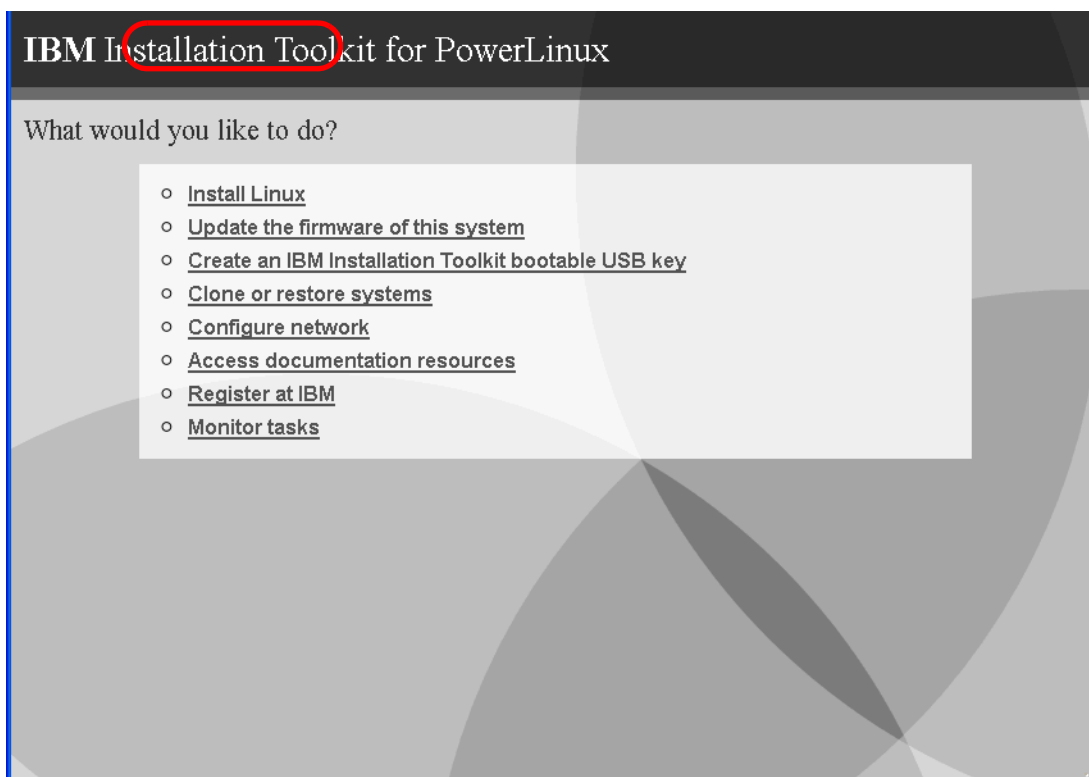 IBM Installation Toolkit for PowerLinux
What would you like to do?
Install Linux
Update the firmware of this system
Create an IBM Installation Toolkit bootable USB key
Clone or restore systems
Configure network
Access documentation resources
Register at IBM
Monitor tasks